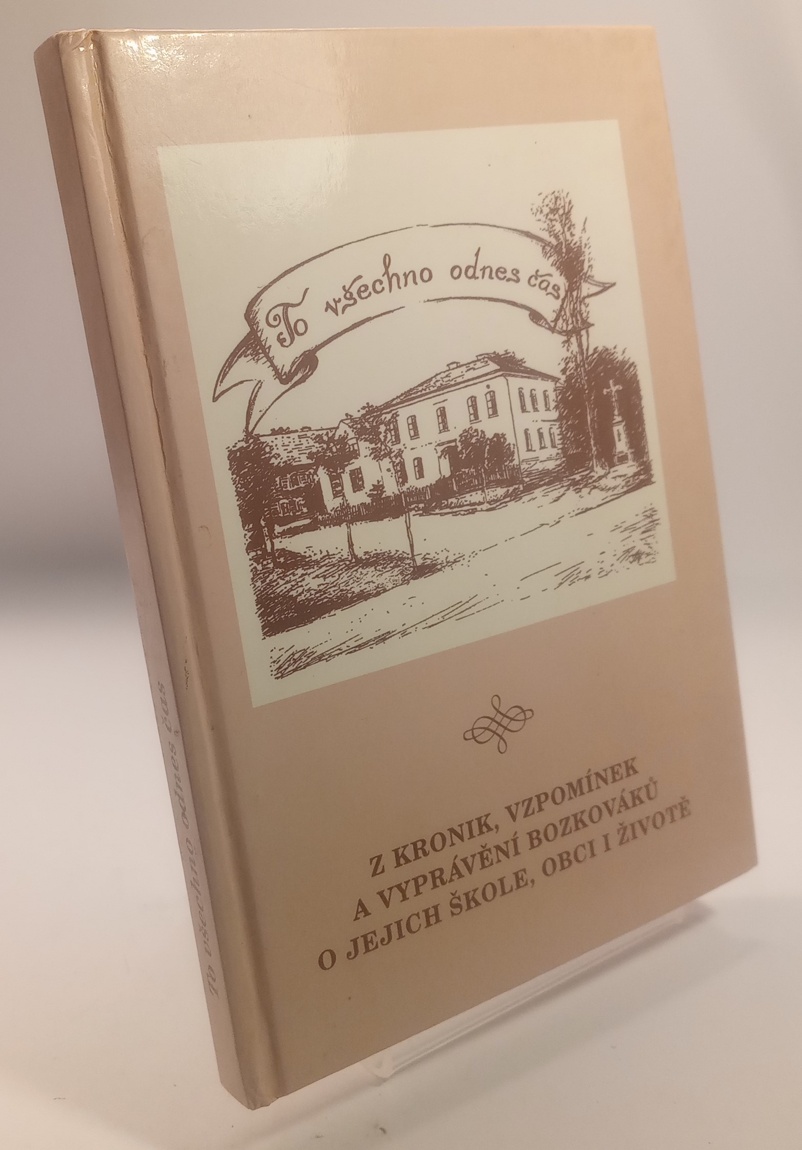 To všechno odnes čas
Z KRONIK, VZPOMÍNEK
A VYPRÁVĚNÍ BOZKOVÁKŮ
O JEJICH ŠKOLE, OBCI I ŽIVOTĚ
To všechno odnes čas